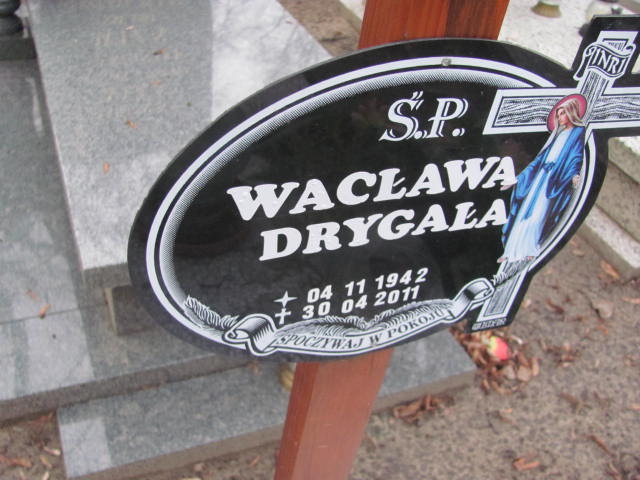 INRI
Ś.P.
WACŁAWA
DRYGAŁA
04 11 1942
30 04 2011
SPOCZYWAJ W POKOJU